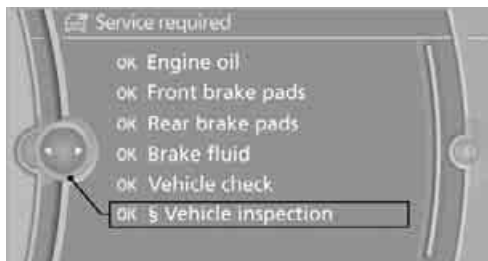 Service required
OK Engine oil
OK Front brake pads
OK Rear brake pads
OK Brake fluid
OK Vehicle check
OK § Vehicle inspection